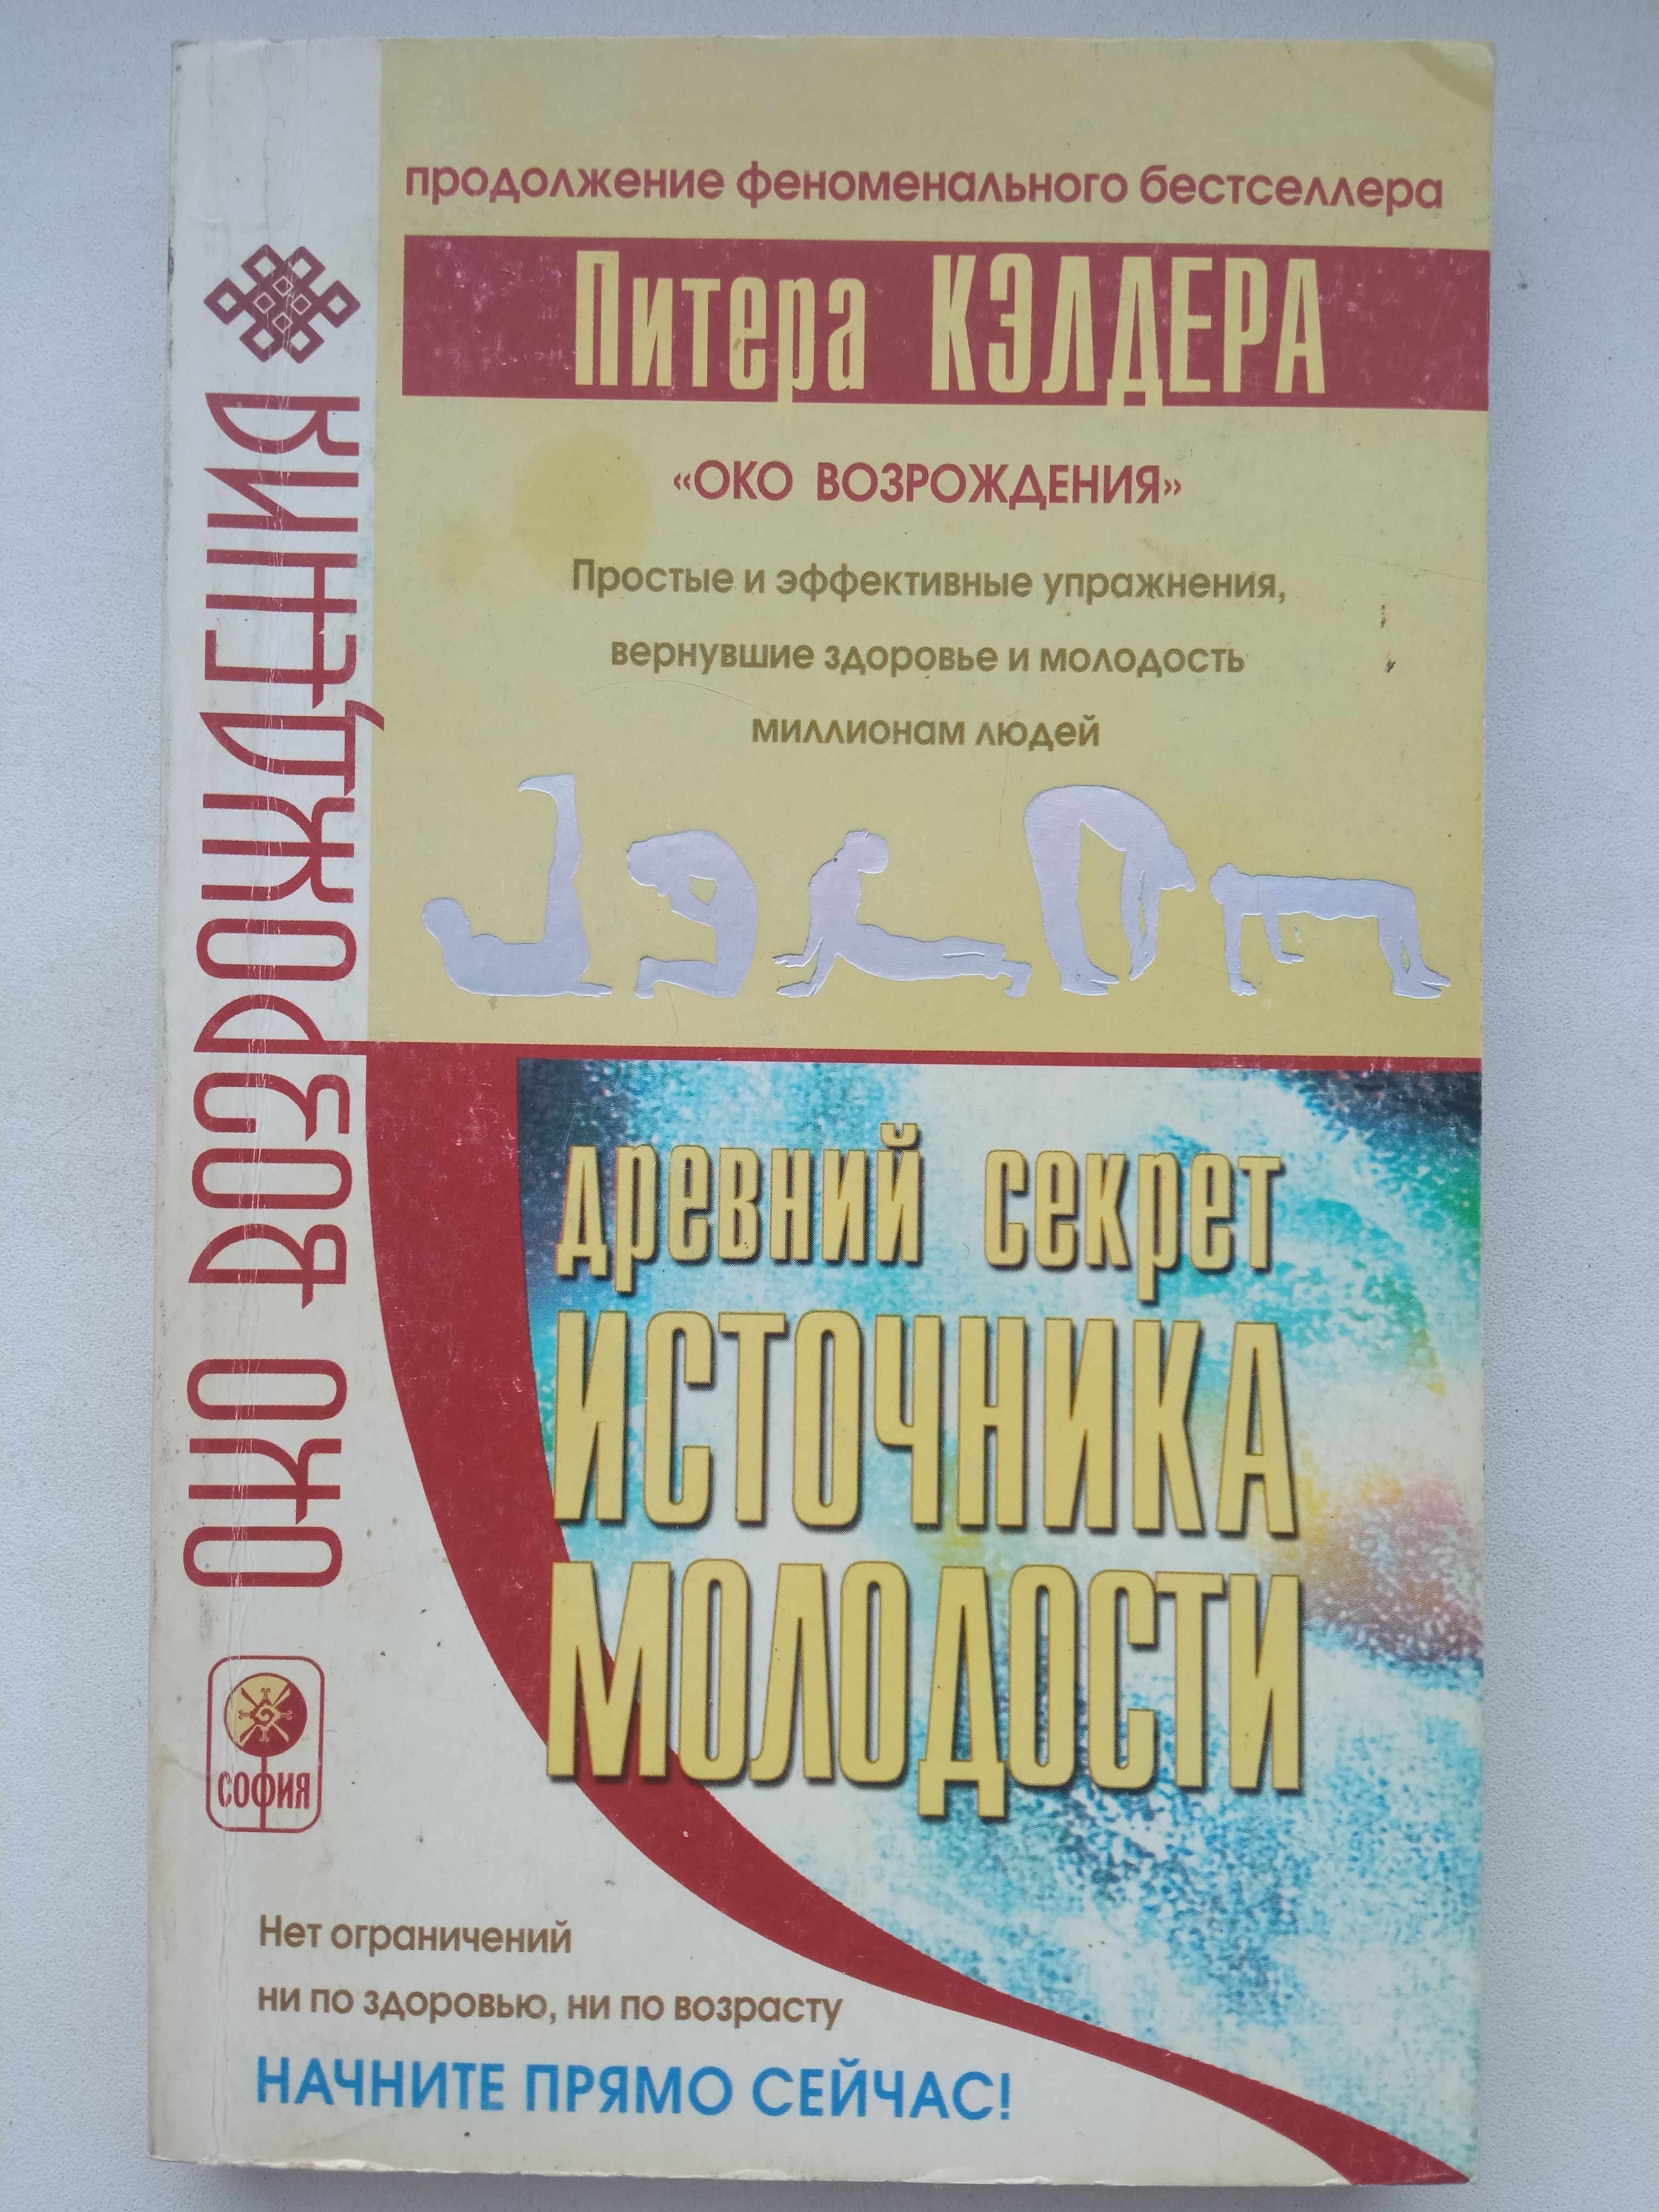 продолжение феноменального бестселлера
Питера КЭЛДЕРА
«ОКО ВОЗРОЖДЕНИЯ»
Простые и эффективные упражнения,
вернувшие здоровье и молодость
миллионам людей
ОКО ВОЗРОЖДЕНИЯ
древний секрет
ИСТОЧНИКА
МОЛОДОСТИ
СОФИЯ
Нет ограничений
ни по здоровью, ни по возрасту
НАЧНИТЕ ПРЯМО СЕЙЧАС!